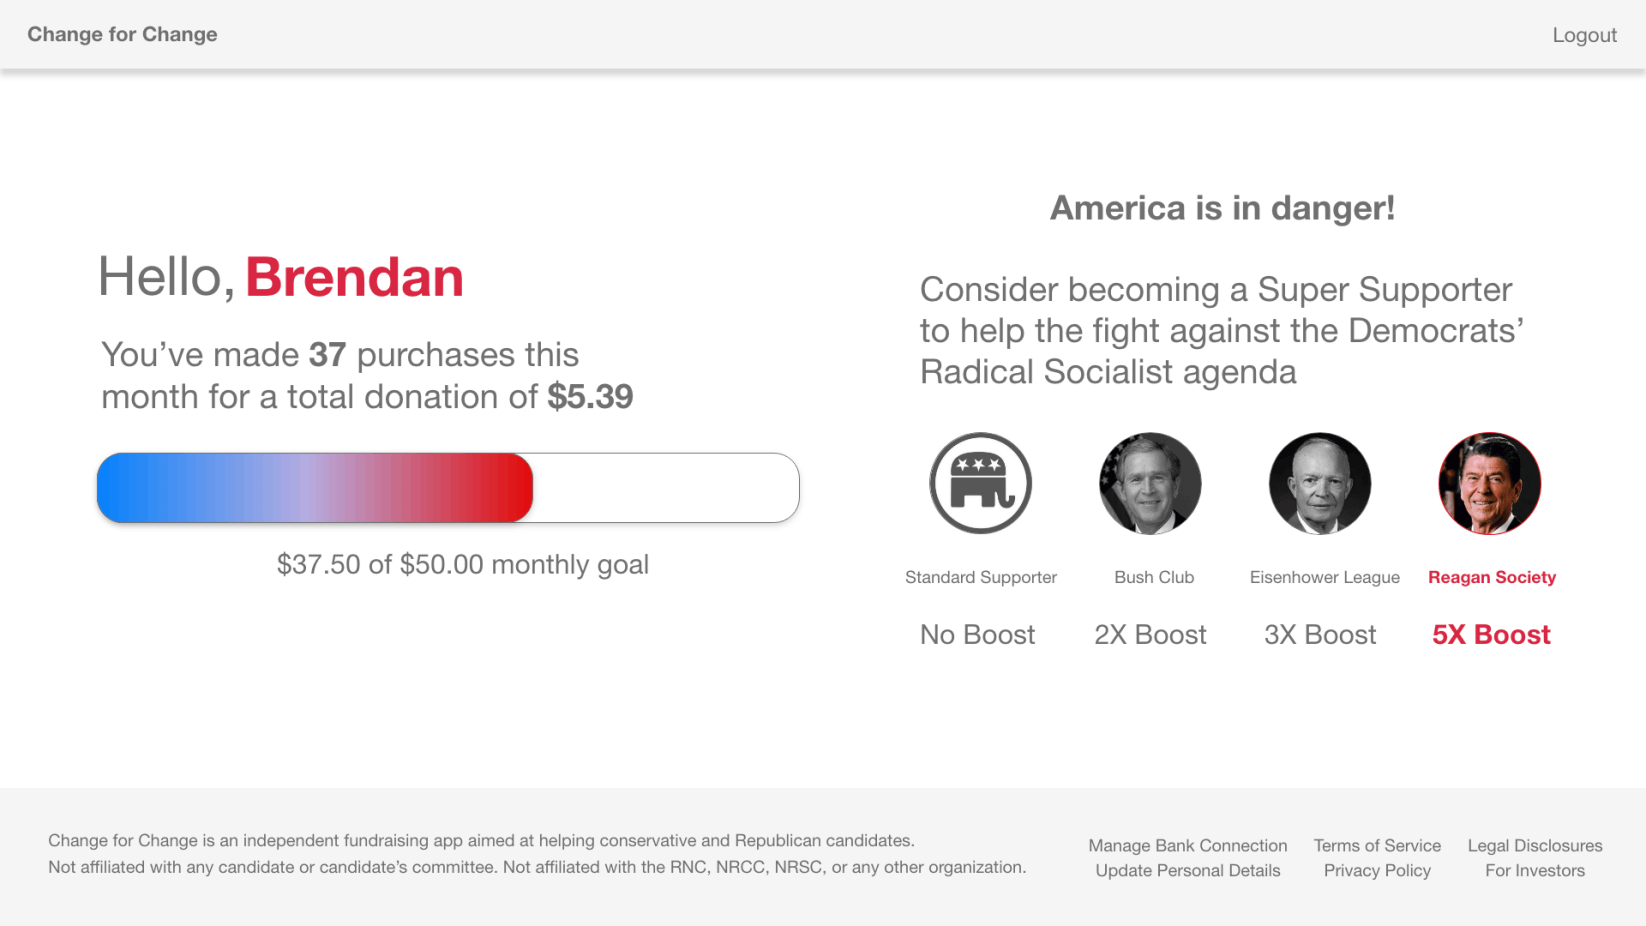 Change for Change
Logout
Hello, Brendan
You’ve made 37 purchases this
month for a total donation of $5.39
$37.50 of $50.00 monthly goal
America is in danger!
Consider becoming a Super Supporter
to help the fight against the Democrats’
Radical Socialist agenda
Standard Supporter
Bush Club
Eisenhower League
Reagan Society
No Boost
2X Boost
3X Boost
5X Boost
Change for Change is an independent fundraising app aimed at helping conservative and Republican candidates.
Not affiliated with any candidate or candidate’s committee. Not affiliated with the RNC, NRCC, NRSC, or any other organization.
Manage Bank Connection
Update Personal Details
Terms of Service
Privacy Policy
Legal Disclosures
For Investors